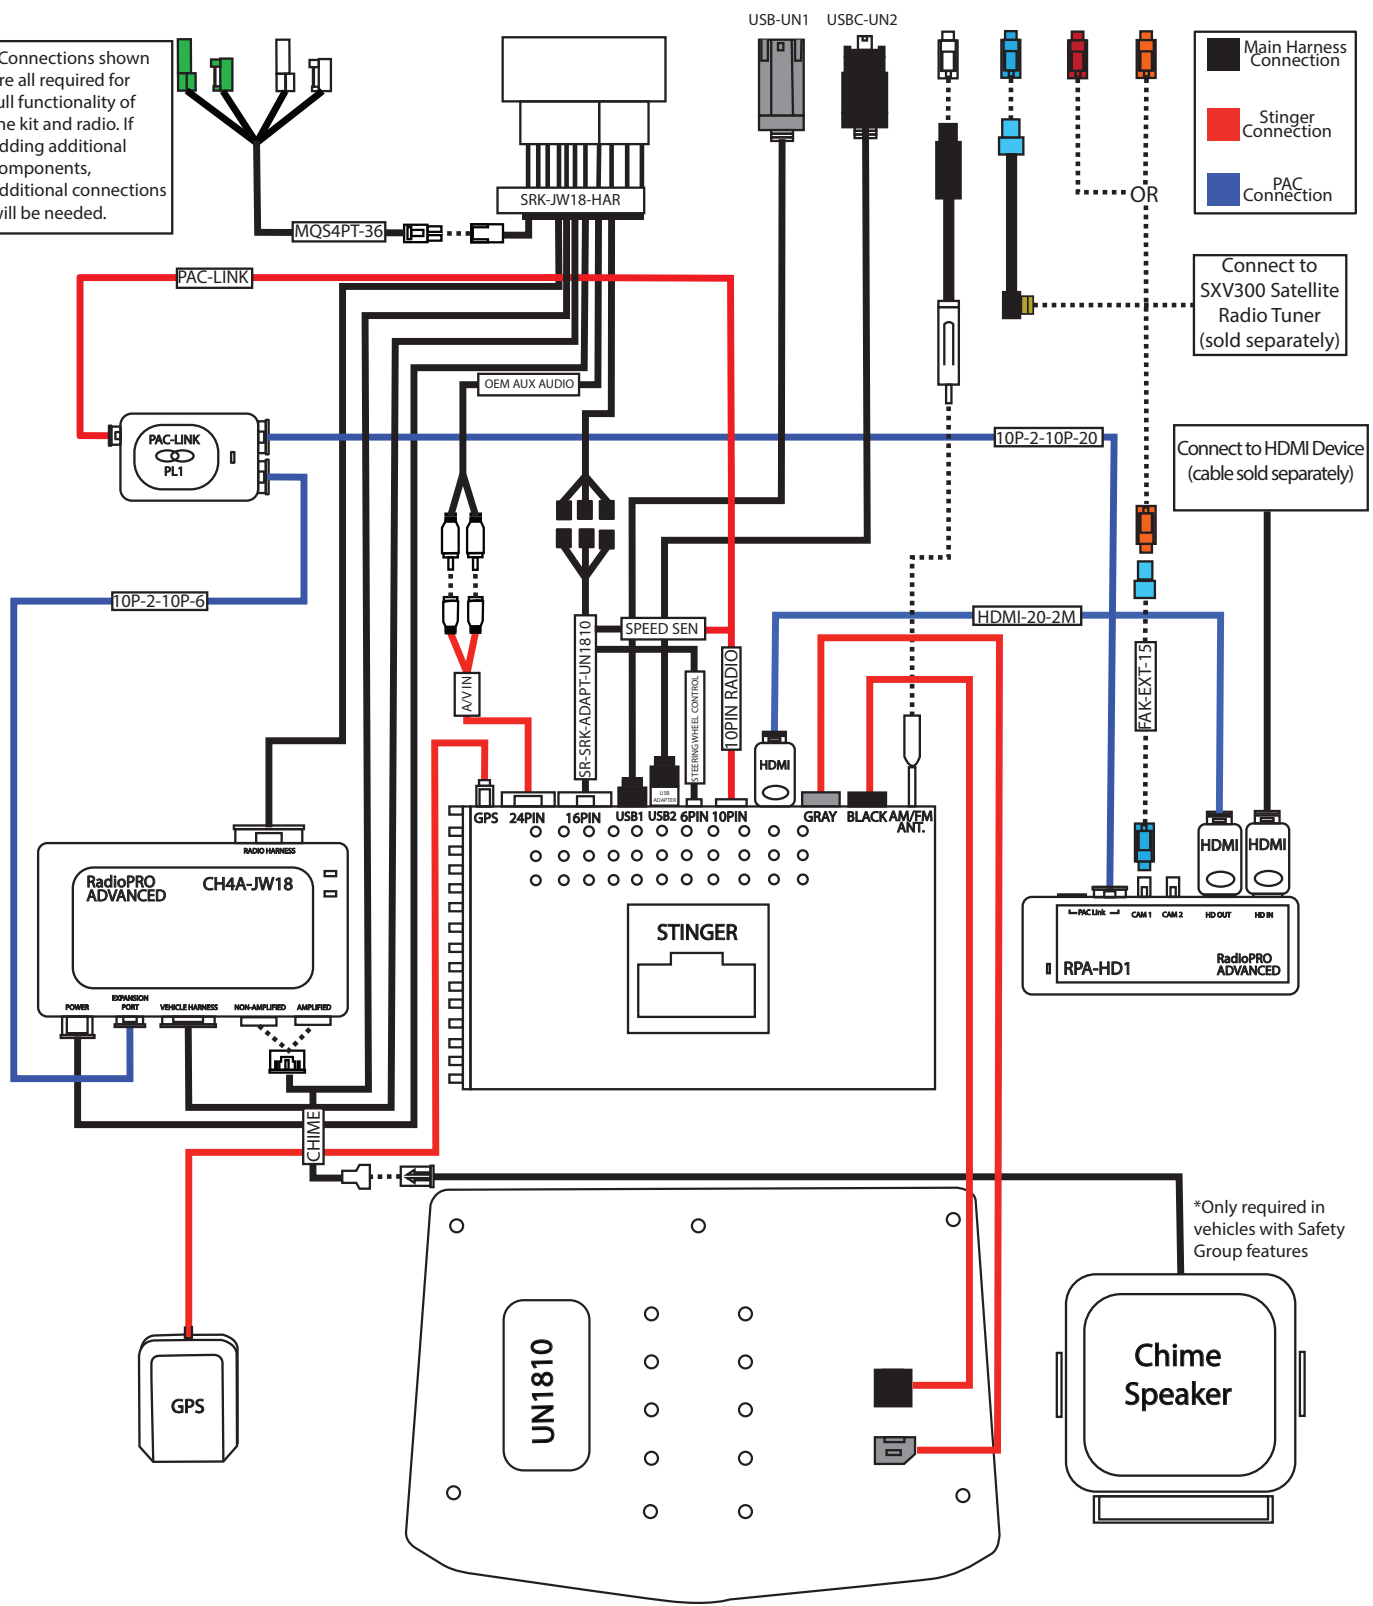 USB-UN1
USBC-UN2
Connections shown
re all required for
ull functionality of
ne kit and radio. If
dding additional
omponents,
dditional connections
vill be needed.
Main Harness
Connection
Stinger
Connection
PAC
Connection
OR
SRK-JW18-HAR
MQS4PT-36
PAC-LINK
Connect to
SXV300 Satellite
Radio Tuner
(sold separately)
OEM AUX AUDIO
PAC-LINK
PL1
10P-2-10P-20
Connect to HDMI Device
(cable sold separately)
10P-2-10P-6
HDMI-20-2M
SPEED SEN
SR-SRK-ADAPT-UN1810
A/V IN
STEERING WHEEL CONTROL
10PIN RADIO
FAK-EXT-15
HDMI
USB
ADAPTER
GPS
24PIN
16PIN
USB1
USB2
6PIN
10PIN
GRAY
BLACK
AM/FM
ANT.
HDMI
HDMI
RADIO HARNESS
RadioPRO
ADVANCED
CH4A-JW18
STINGER
PAC Link
CAM 1
CAM 2
HD OUT
HD IN
RPA-HD1
RadioPRO
ADVANCED
POWER
EXPANSION
PORT
VEHICLE HARNESS
NON-AMPLIFIED
AMPLIFIED
CHIME
*Only required in
vehicles with Safety
Group features
UN1810
GPS
Chime
Speaker